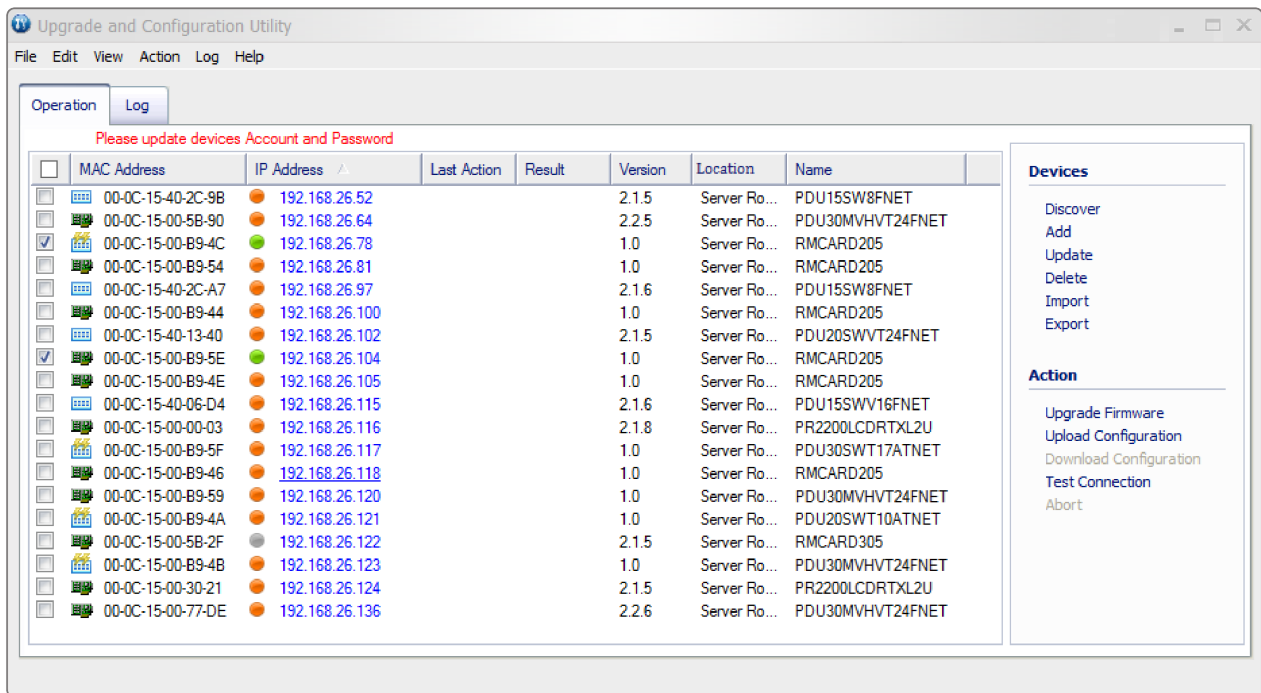 Upgrade and Configuration Utility
File Edit View Action Log Help
Operation Log
Please update devices Account and Password
MAC Address IP Address Last Action Result Version Location Name
00-0C-15-40-2C-9B 192.168.26.52 2.1.5 Server Ro... PDU15SW8FNET
00-0C-15-00-5B-90 192.168.26.64 2.2.5 Server Ro... PDU30MVHVT24FNET
00-0C-15-00-B9-4C 192.168.26.78 1.0 Server Ro... RMCARD205
00-0C-15-00-B9-54 192.168.26.81 1.0 Server Ro... RMCARD205
00-0C-15-40-2C-A7 192.168.26.97 2.1.6 Server Ro... PDU15SW8FNET
00-0C-15-00-B9-44 192.168.26.100 1.0 Server Ro... RMCARD205
00-0C-15-40-13-40 192.168.26.102 2.1.5 Server Ro... PDU20SWVT24FNET
00-0C-15-00-B9-5E 192.168.26.104 1.0 Server Ro... RMCARD205
00-0C-15-00-B9-4E 192.168.26.105 1.0 Server Ro... RMCARD205
00-0C-15-40-06-D4 192.168.26.115 2.1.6 Server Ro... PDU15SWV16FNET
00-0C-15-00-00-03 192.168.26.116 2.1.8 Server Ro... PR2200LCDRTXL2U
00-0C-15-00-B9-5F 192.168.26.117 1.0 Server Ro... PDU30SWT17ATNET
00-0C-15-00-B9-46 192.168.26.118 1.0 Server Ro... RMCARD205
00-0C-15-00-B9-59 192.168.26.120 1.0 Server Ro... PDU30MVHVT24FNET
00-0C-15-00-B9-4A 192.168.26.121 1.0 Server Ro... PDU20SWT10ATNET
00-0C-15-00-5B-2F 192.168.26.122 2.1.5 Server Ro... RMCARD305
00-0C-15-00-B9-4B 192.168.26.123 1.0 Server Ro... PDU30MVHVT24FNET
00-0C-15-00-30-21 192.168.26.124 2.1.5 Server Ro... PR2200LCDRTXL2U
00-0C-15-00-77-DE 192.168.26.136 2.2.6 Server Ro... PDU30MVHVT24FNET
Devices
Discover
Add
Update
Delete
Import
Export
Action
Upgrade Firmware
Upload Configuration
Download Configuration
Test Connection
Abort